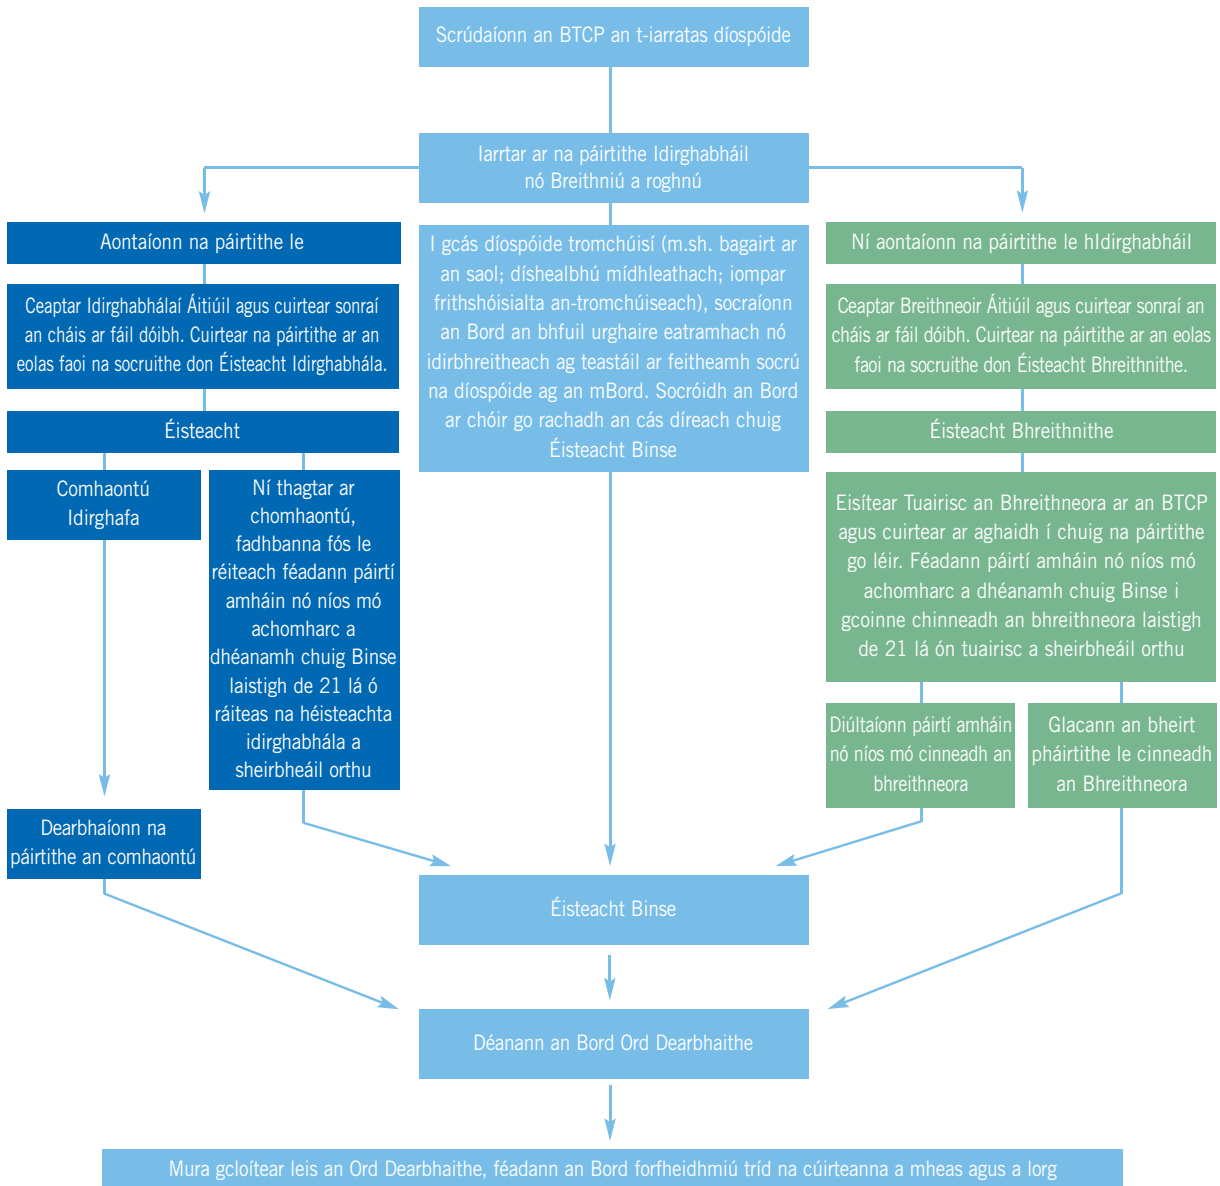 Scrúdaíonn an BTCP an t-iarratas díospóide
Iarrtar ar na páirtithe Idirghabháil
nó Breithniú a roghnú
Aontaíonn na páirtithe le
Ceaptar Idirghabhálaí Áitiúil agus cuirtear sonraí
an cháis ar fáil dóibh. Cuirtear na páirtithe ar an
eolas faoi na socruithe don Éisteacht Idirghabhála.
Éisteacht
Comhaontú
Idirghafa
Ní thagtar ar
chomhaontú,
fadhbanna fós le
réiteach féadann páirtí
amháin nó níos mó
achomharc a
dhéanamh chuig Binse
laistigh de 21 lá ó
ráiteas na héisteachta
idirghabhála a
sheirbheáil orthu
Dearbhaíonn na
páirtithe an comhaontú
I gcás díospóide tromchúisí (m.sh. bagairt ar
an saol; díshealbhú mídhleathach; iompar
frithshóisialta an-tromchúiseach), socraíonn
an Bord an bhfuil urghaire eatramhach nó
idirbhreitheach ag teastáil ar feitheamh socrú
na díospóide ag an mBord. Socróidh an Bord
ar chóir go rachadh an cás díreach chuig
Éisteacht Binse
Ní aontaíonn na páirtithe le hIdirghabháil
Ceaptar Breithneoir Áitiúil agus cuirtear sonraí an
cháis ar fáil dóibh. Cuirtear na páirtithe ar an eolas
faoi na socruithe don Éisteacht Bhreithnithe.
Éisteacht Bhreithnithe
Eisítear Tuairisc an Bhreithneora ar an BTCP
agus cuirtear ar aghaidh í chuig na páirtithe
go léir. Féadann páirtí amháin nó níos mó
achomharc a dhéanamh chuig Binse i
gcoinne chinneadh an bhreithneora laistigh
de 21 lá ón tuairisc a sheirbheáil orthu
Diúltaíonn páirtí amháin
nó níos mó cinneadh an
bhreithneora
Glacann an bheirt
pháirtithe le cinneadh
an Bhreithneora
Éisteacht Binse
Déanann an Bord Ord Dearbhaithe
Mura gcloítear leis an Ord Dearbhaithe, féadann an Bord forfheidhmiú tríd na cúirteanna a mheas agus a lorg